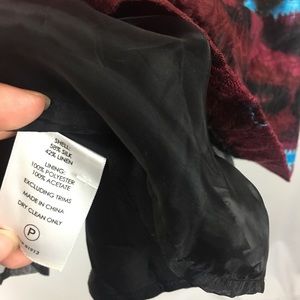 SHELL:
58% SILK
42% LINEN
LINING:
100% POLYESTER
100% ACETATE
EXCLUDING TRIMS
MADE IN CHINA
DRY CLEAN ONLY
P